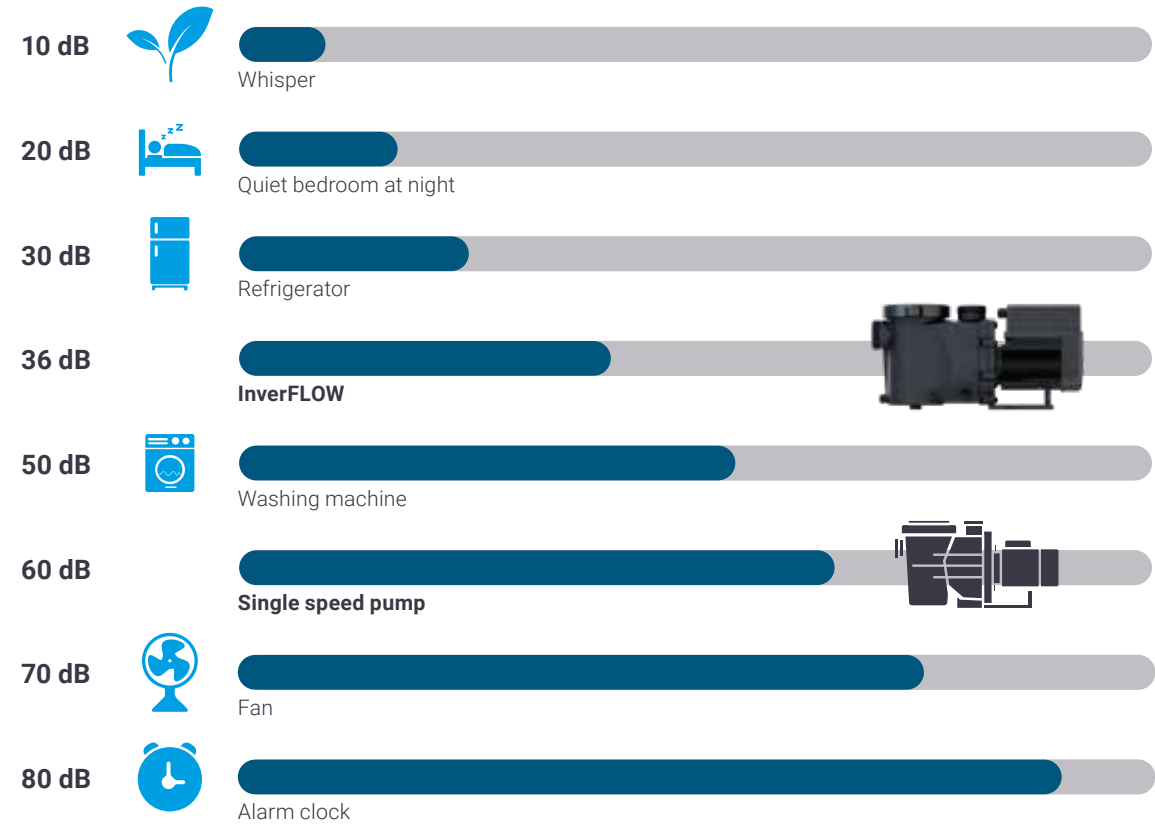 10 dB
Whisper
20 dB
Quiet bedroom at night
30 dB
Refrigerator
36 dB
InverFLOW
50 dB
Washing machine
60 dB
Single speed pump
70 dB
Fan
80 dB
Alarm clock